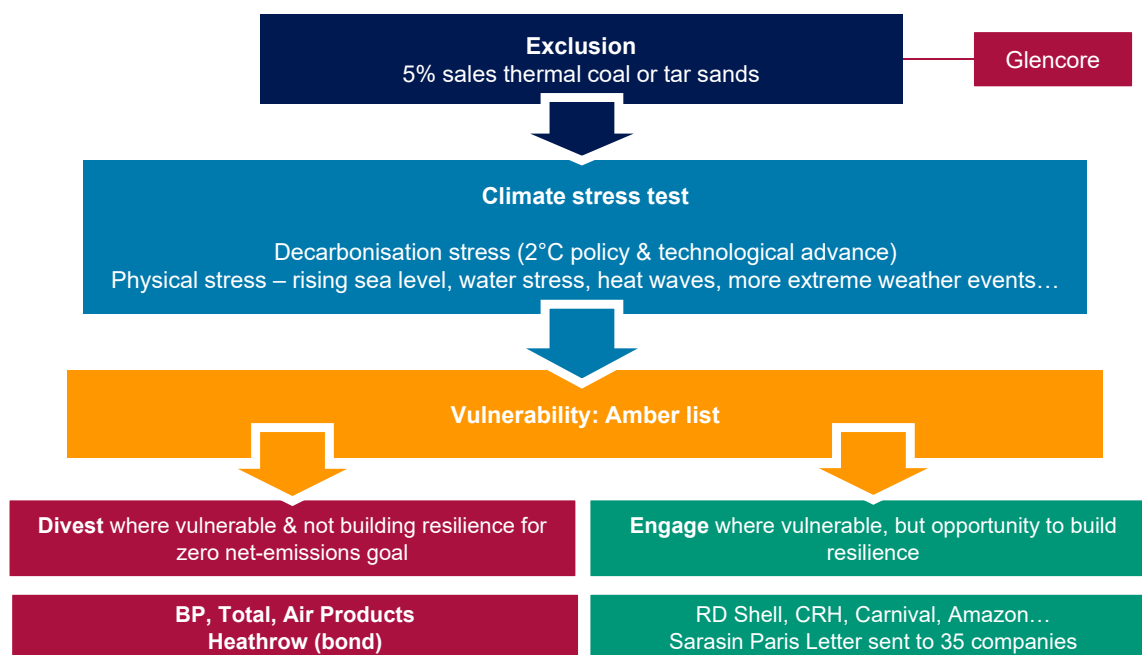 Exclusion
5% sales thermal coal or tar sands
Glencore
Climate stress test
Decarbonisation stress (2°C policy & technological advance)
Physical stress – rising sea level, water stress, heat waves, more extreme weather events…
Vulnerability: Amber list
Divest where vulnerable & not building resilience for
zero net-emissions goal
Engage where vulnerable, but opportunity to build
resilience
BP, Total, Air Products
Heathrow (bond)
RD Shell, CRH, Carnival, Amazon…
Sarasin Paris Letter sent to 35 companies